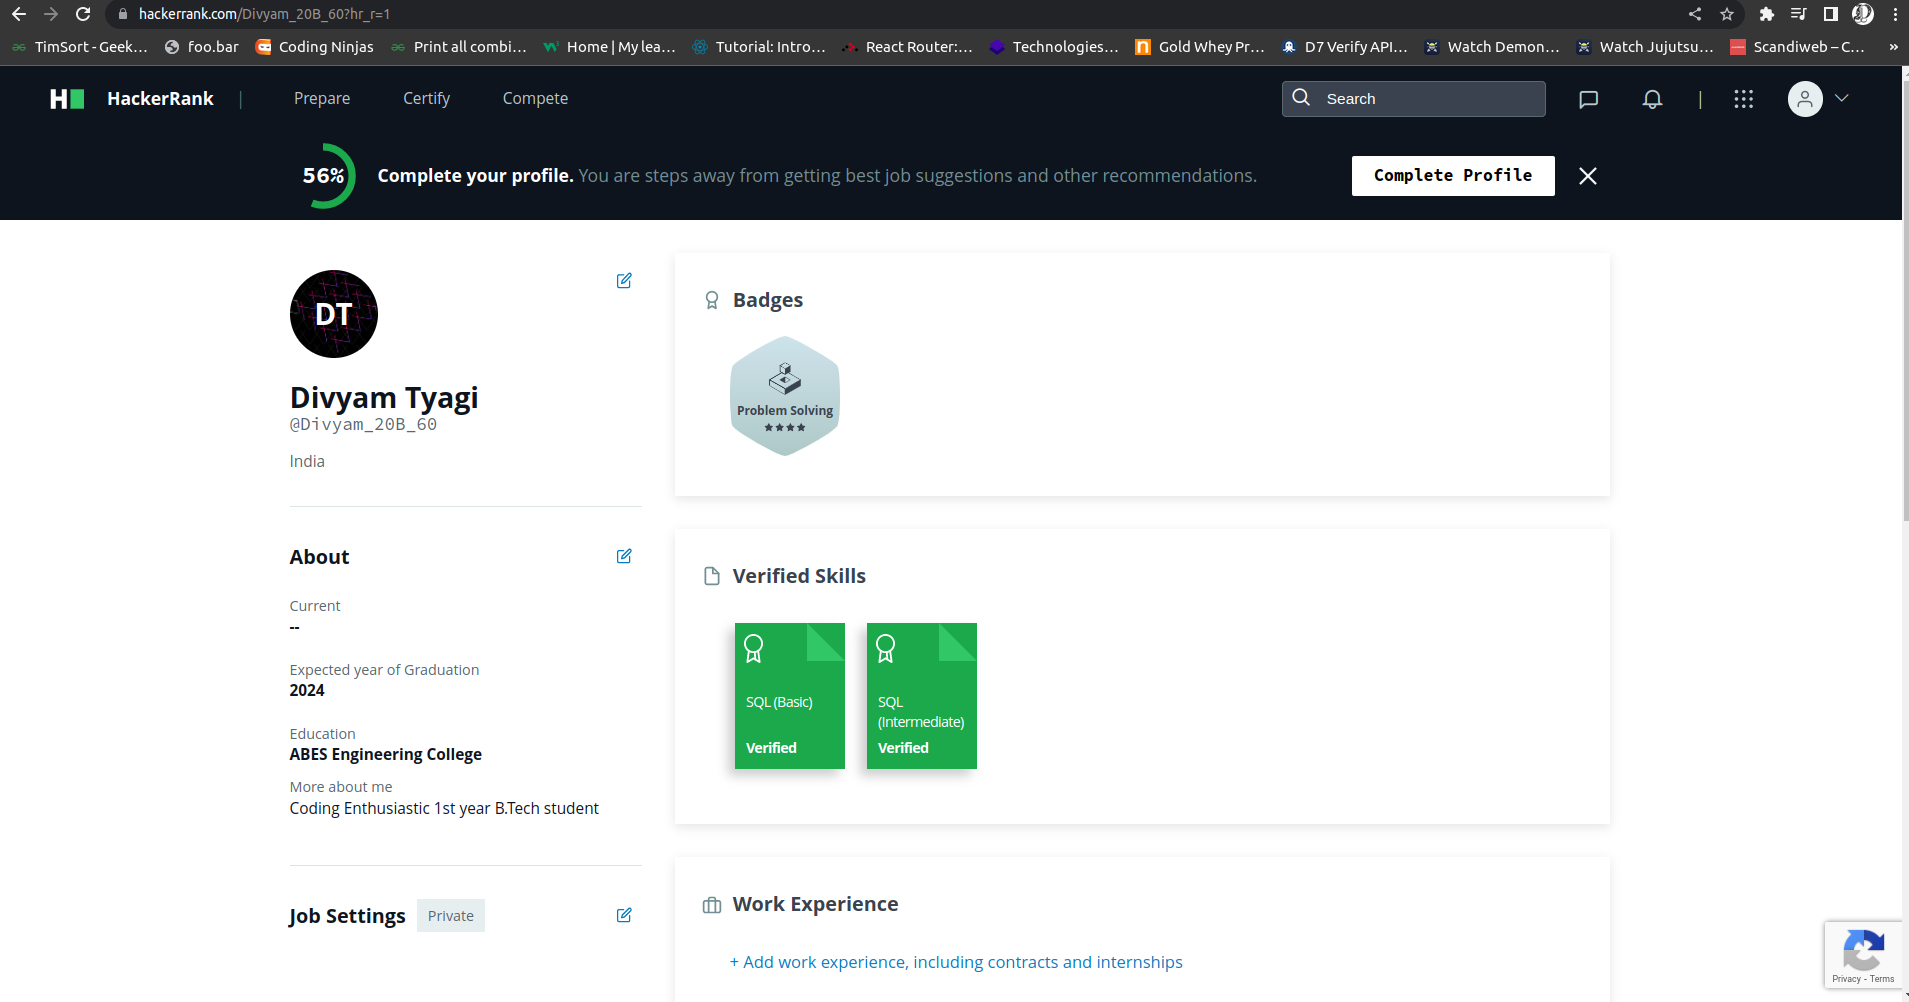 hackerrank.com/Divyam_20B_60?hr_r=1
TimSort - Geek... foo.bar Coding Ninjas Print all combi... Home | My lea... Tutorial: Intro... React Router:... Technologies... Gold Whey Pr... D7 Verify API... Watch Demon... Watch Jujutsu... Scandiweb – C... »
HackerRank | Prepare Certify Compete Search |
56% Complete your profile. You are steps away from getting best job suggestions and other recommendations. Complete Profile
DT
Divyam Tyagi
@Divyam_20B_60
India
About
Current
--
Expected year of Graduation
2024
Education
ABES Engineering College
More about me
Coding Enthusiastic 1st year B.Tech student
Job Settings Private
Badges
Problem Solving
Verified Skills
SQL (Basic)
Verified
SQL
(Intermediate)
Verified
Work Experience
+ Add work experience, including contracts and internships
Privacy - Terms